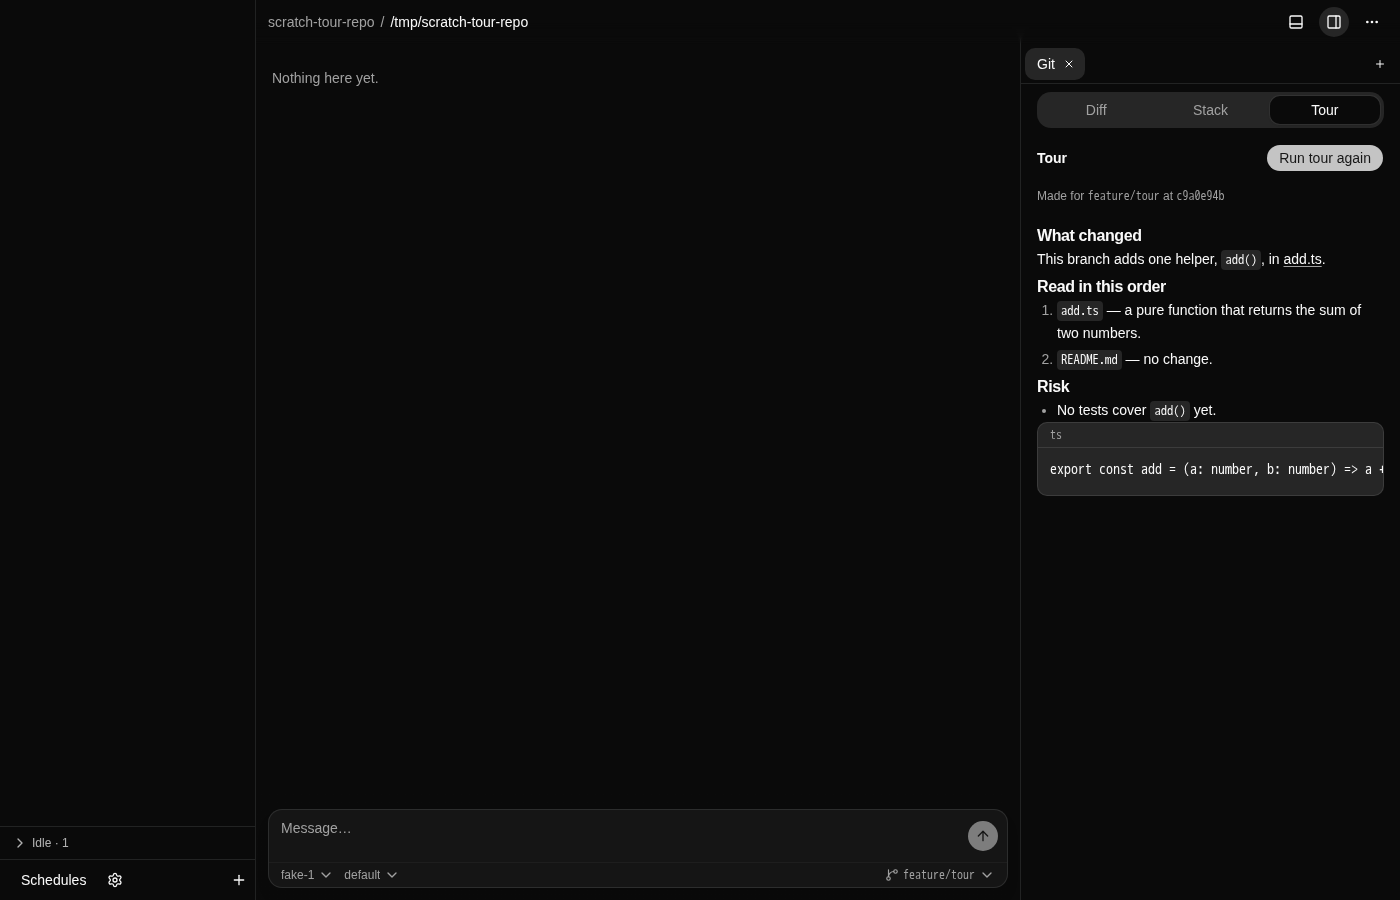 scratch-tour-repo / /tmp/scratch-tour-repo
Nothing here yet.
Git
Diff Stack Tour
Tour Run tour again
Made for feature/tour at c9a0e94b
What changed
This branch adds one helper, add(), in add.ts.
Read in this order
1. add.ts — a pure function that returns the sum of
two numbers.
2. README.md — no change.
Risk
• No tests cover add() yet.
ts
export const add = (a: number, b: number) => a +
Message…
fake-1 default feature/tour
Idle · 1
Schedules